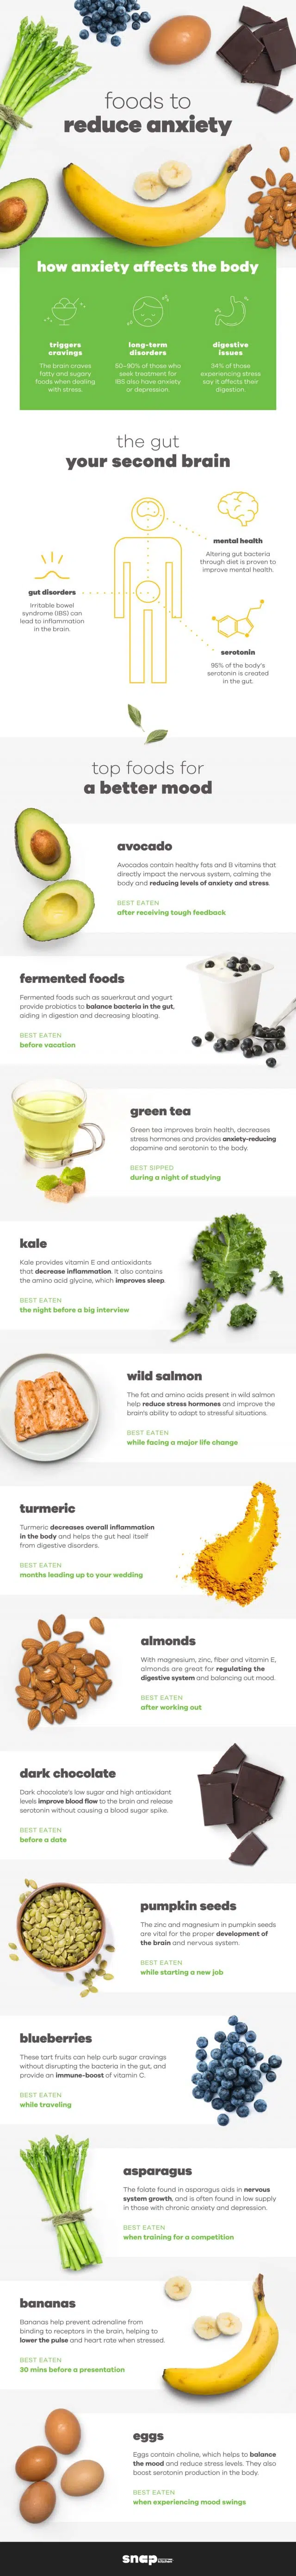 foods to
reduce anxiety
how anxiety affects the body
triggers
cravings
The brain craves
fatty and sugary
foods when dealing
with stress.
long-term
disorders
50-90% of those who
seek treatment for
IBS also have anxiety
or depression.
digestive
issues
34% of those
experiencing stress
say it affects their
digestion.
the gut
your second brain
mental health
Altering gut bacteria
through diet is proven to
improve mental health.
gut disorders
Irritable bowel
syndrome (IBS) can
lead to inflammation
in the brain.
serotonin
95% of the body's
serotonin is created
in the gut.
top foods for
a better mood
avocado
Avocados contain healthy fats and B vitamins that
directly impact the nervous system, calming the
body and reducing levels of anxiety and stress.
BEST EATEN
after receiving tough feedback
fermented foods
Fermented foods such as sauerkraut and yogurt
provide probiotics to balance bacteria in the gut,
aiding in digestion and decreasing bloating.
BEST EATEN
before vacation
green tea
Green tea improves brain health, decreases
stress hormones and provides anxiety-reducing
dopamine and serotonin to the body.
BEST SIPPED
during a night of studying
kale
Kale provides vitamin E and antioxidants
that decrease inflammation. It also contains
the amino acid glycine, which improves sleep.
BEST EATEN
the night before a big interview
wild salmon
The fat and amino acids present in wild salmon
help reduce stress hormones and improve the
brain's ability to adapt to stressful situations.
BEST EATEN
while facing a major life change
turmeric
Turmeric decreases overall inflammation
in the body and helps the gut heal itself
from digestive disorders.
BEST EATEN
months leading up to your wedding
almonds
With magnesium, zinc, fiber and vitamin E,
almonds are great for regulating the
digestive system and balancing out mood.
BEST EATEN
after working out
dark chocolate
Dark chocolate's low sugar and high antioxidant
levels improve blood flow to the brain and release
serotonin without causing a blood sugar spike.
BEST EATEN
before a date
pumpkin seeds
The zinc and magnesium in pumpkin seeds
are vital for the proper development of
the brain and nervous system.
BEST EATEN
while starting a new job
blueberries
These tart fruits can help curb sugar cravings
without disrupting the bacteria in the gut, and
provide an immune-boost of vitamin C.
BEST EATEN
while traveling
asparagus
The folate found in asparagus aids in nervous
system growth, and is often found in low supply
in those with chronic anxiety and depression.
BEST EATEN
when training for a competition
bananas
Bananas help prevent adrenaline from
binding to receptors in the brain, helping to
lower the pulse and heart rate when stressed.
BEST EATEN
30 mins before a presentation
eggs
Eggs contain choline, which helps to balance
the mood and reduce stress levels. They also
boost serotonin production in the body.
BEST EATEN
when experiencing mood swings
snap